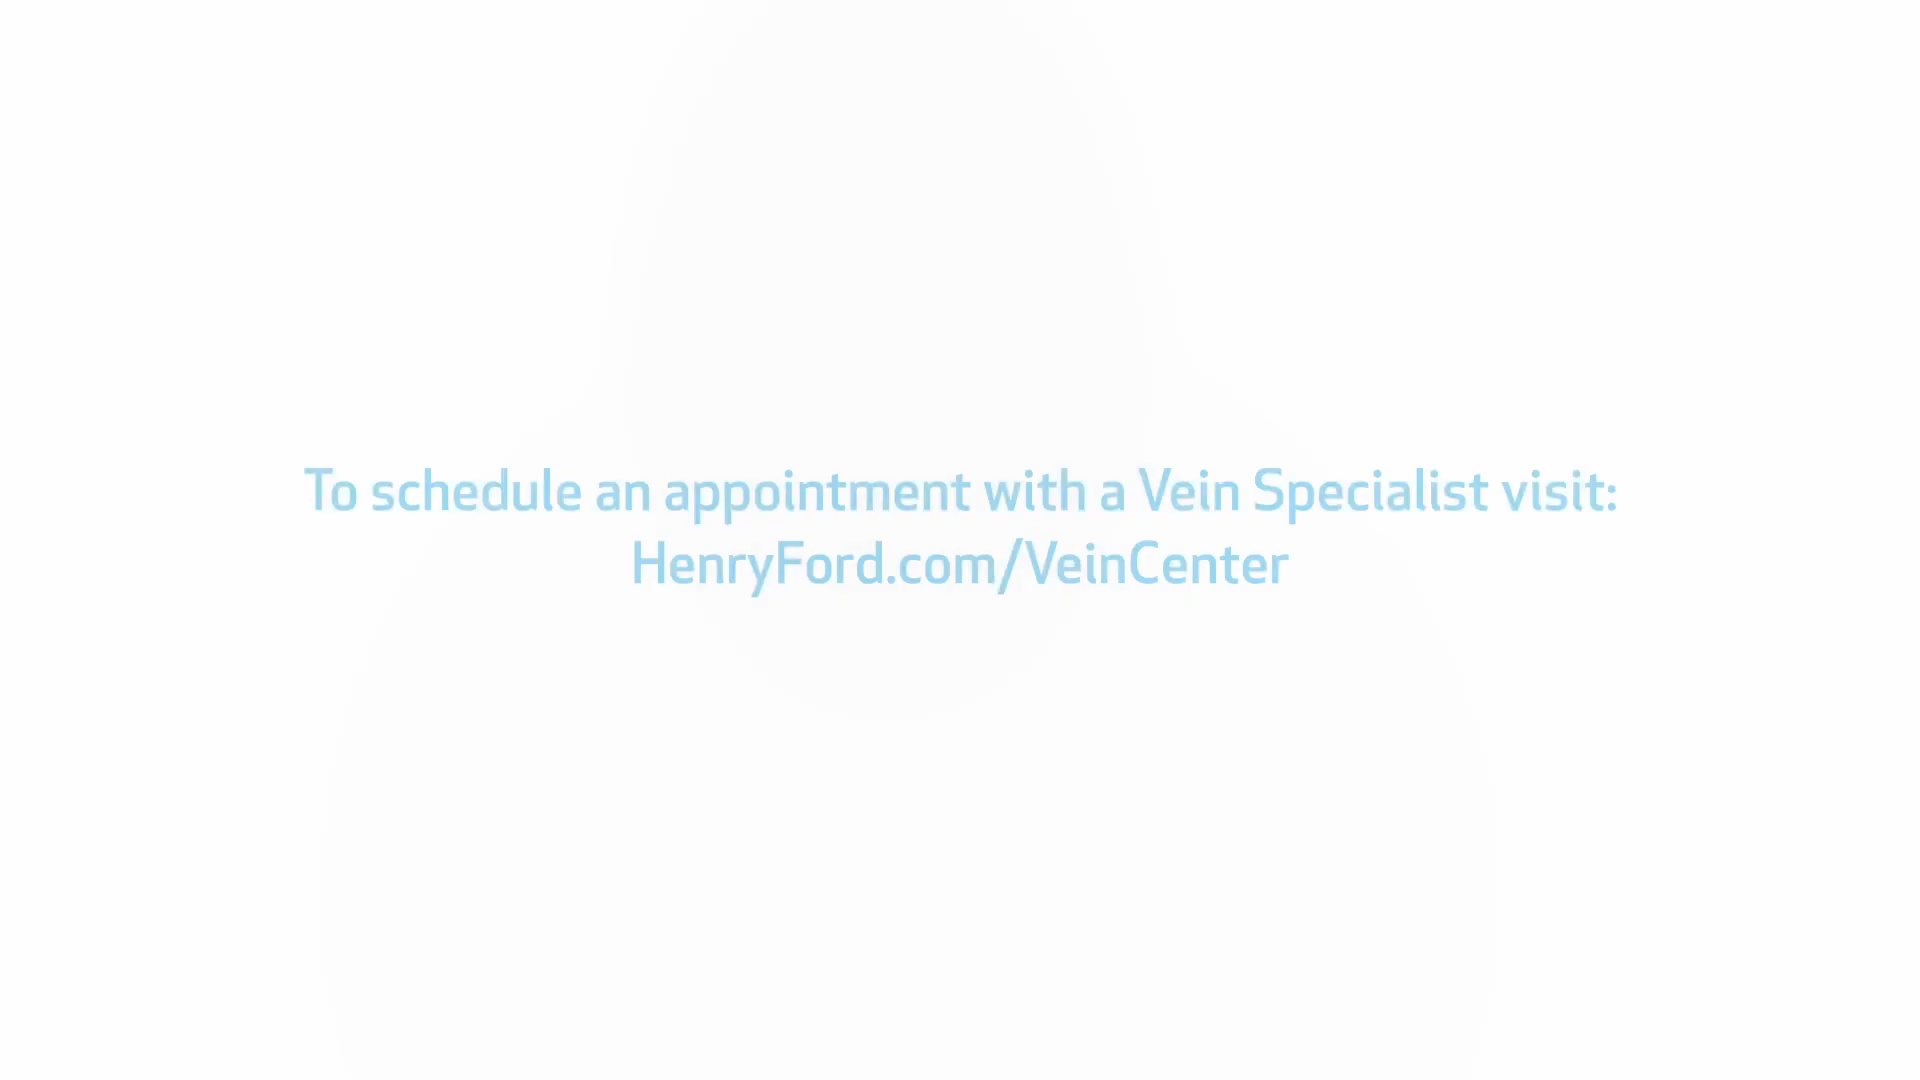 To schedule an appointment with a Vein Specialist visit:
HenryFord.com/VeinCenter